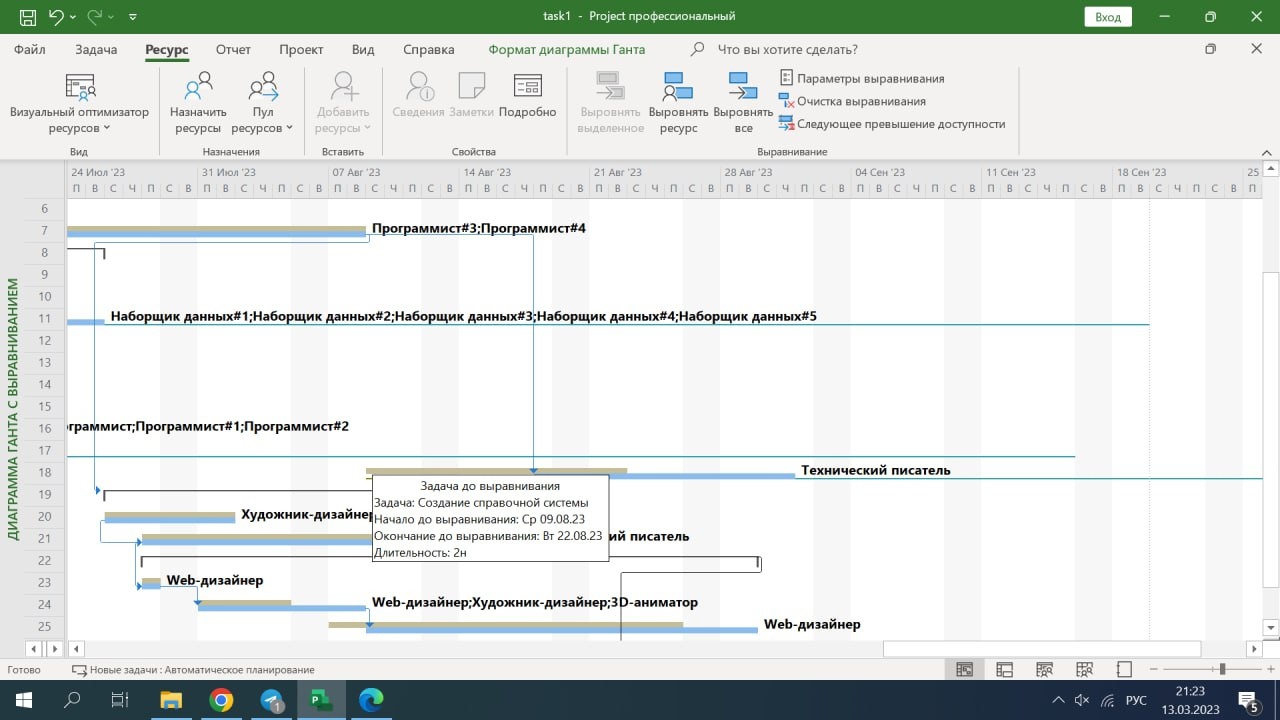 task1 - Project профессиональный
Вход
Файл Задача Ресурс Отчет Проект Вид Справка Формат диаграммы Ганта Что вы хотите сделать?
Визуальный оптимизатор ресурсов
Вид
Назначить ресурсы
Пул ресурсов
Назначения
Добавить ресурсы
Вставить
Сведения
Заметки
Подробно
Свойства
Выровнять выделенное
Выровнять ресурс
Выровнять все
Параметры выравнивания
Очистка выравнивания
Следующее превышение доступности
Выравнивание
24 Июл '23 31 Июл '23 07 Авг '23 14 Авг '23 21 Авг '23 28 Авг '23 04 Сен '23 11 Сен '23 18 Сен '23 25
П В С Ч П С В П В С Ч П С В П В С Ч П С В П В С Ч П С В П В С Ч П С В П В С Ч П С В П В С Ч П С В П В С Ч П С В П В С Ч П С В П
ДИАГРАММА ГАНТА С ВЫРАВНИВАНИЕМ
6
7 Программист#3;Программист#4
8
9
10
11 Наборщик данных#1;Наборщик данных#2;Наборщик данных#3;Наборщик данных#4;Наборщик данных#5
12
13
14
15
16 ограммист;Программист#1;Программист#2
17
18 Технический писатель
Задача до выравнивания
19
Задача: Создание справочной системы
20 Художник-дизайнер
Начало до выравнивания: Ср 09.08.23
21 ий писатель
Окончание до выравнивания: Вт 22.08.23
Длительность: 2н
22
23 Web-дизайнер
24 Web-дизайнер;Художник-дизайнер;3D-аниматор
25 Web-дизайнер
Готово Новые задачи : Автоматическое планирование
1
РУС
21:23
13.03.2023
5